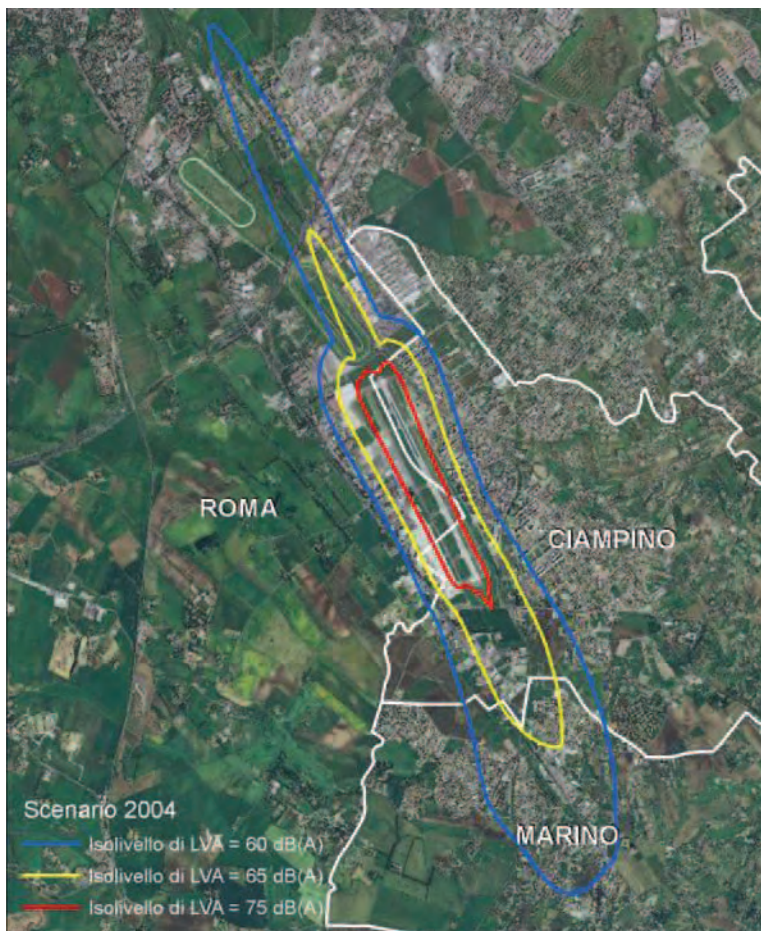 ROMA
CIAMPINO
MARINO
Scenario 2004
Isolivello di LVA = 60 dB(A)
Isolivello di LVA = 65 dB(A)
Isolivello di LVA = 75 dB(A)